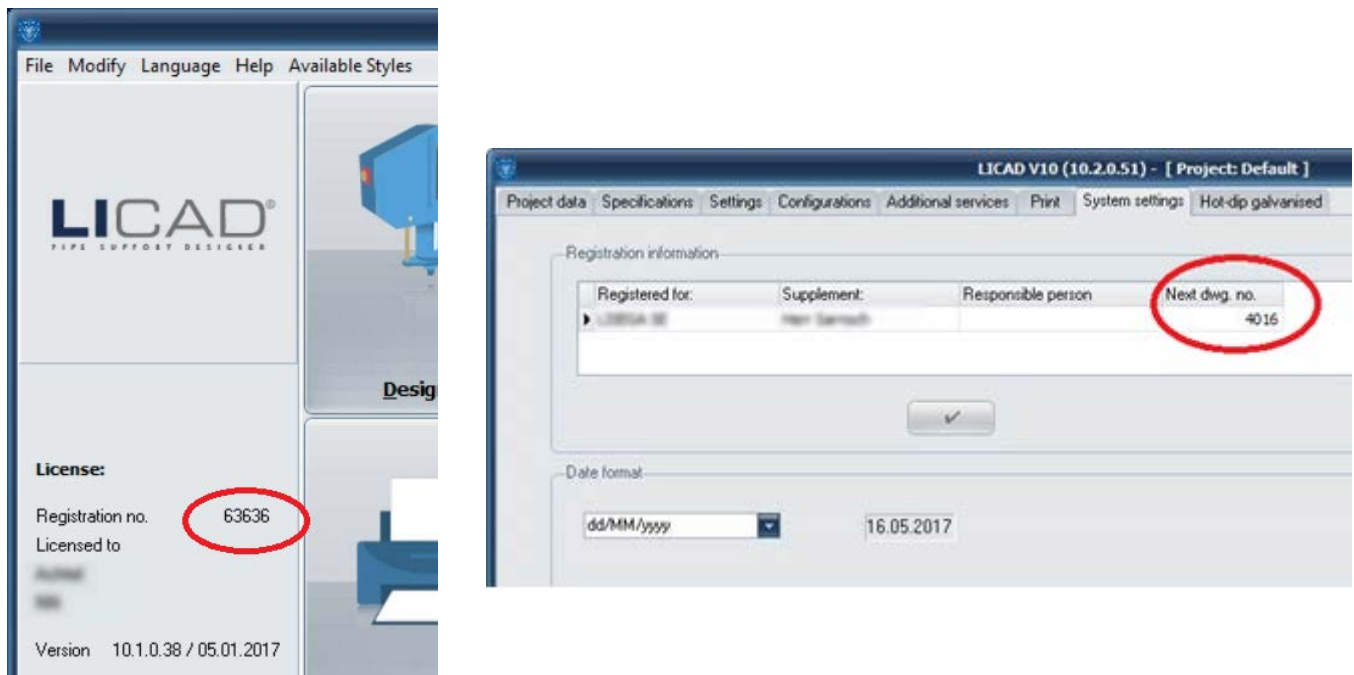 File Modify Language Help Available Styles
LICAD®
PIPE SUPPORT DESIGNER
Desig
License:
Registration no. 63636
Licensed to
Version 10.1.0.38 / 05.01.2017
LICAD V10 (10.2.0.51) - [ Project: Default ]
Project data Specifications Settings Configurations Additional services Print System settings Hot-dip galvanised
Registration information
Registered for: Supplement: Responsible person Next dwg. no.
4016
Date format
dd/MM/yyyy 16.05.2017